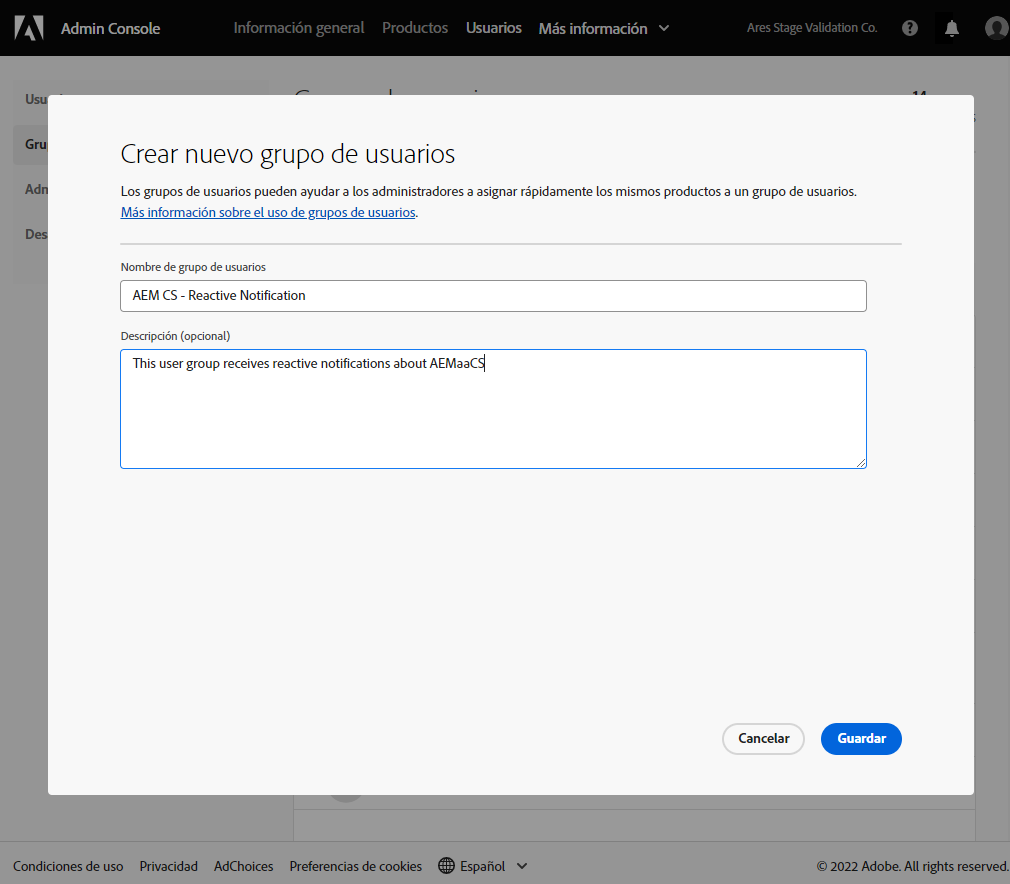 Admin Console
Información general
Productos
Usuarios
Más información
Ares Stage Validation Co.
Crear nuevo grupo de usuarios
Los grupos de usuarios pueden ayudar a los administradores a asignar rápidamente los mismos productos a un grupo de usuarios.
Más información sobre el uso de grupos de usuarios.
Nombre de grupo de usuarios
AEM CS - Reactive Notification
Descripción (opcional)
This user group receives reactive notifications about AEMaaCS
Cancelar
Guardar
Condiciones de uso
Privacidad
AdChoices
Preferencias de cookies
Español
© 2022 Adobe. All rights reserved.